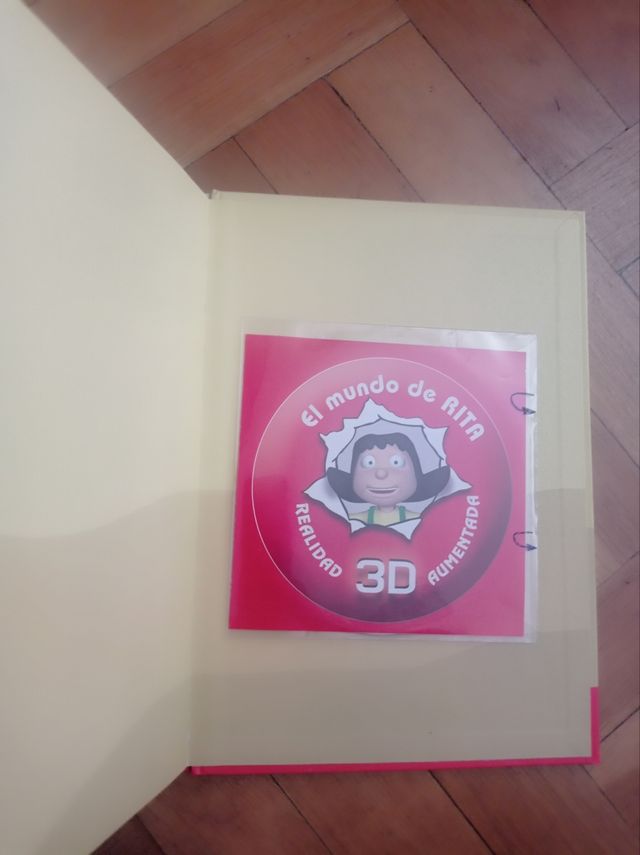 El mundo de RITA
REALIDAD
3D
AUMENTADA